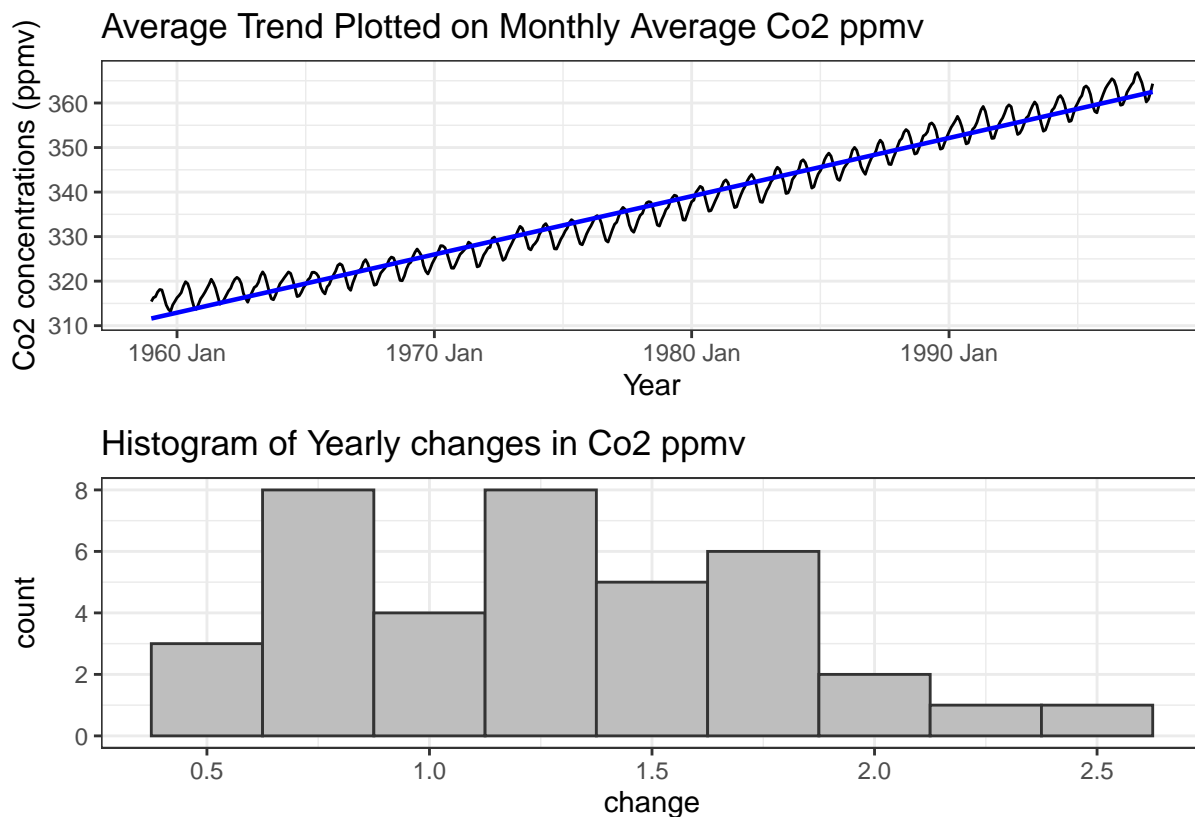 Average Trend Plotted on Monthly Average Co2 ppmv
Co2 concentrations (ppmv)
360
350
340
330
320
310
1960 Jan
1970 Jan
1980 Jan
1990 Jan
Year
Histogram of Yearly changes in Co2 ppmv
count
8
6
4
2
0
0.5
1.0
1.5
2.0
2.5
change